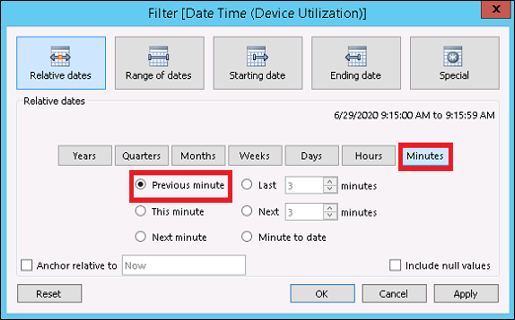 Filter [Date Time (Device Utilization)]
x
Relative dates Range of dates Starting date Ending date Special
Relative dates
6/29/2020 9:15:00 AM to 9:15:59 AM
Years Quarters Months Weeks Days Hours Minutes
Previous minute Last 3 minutes
This minute Next 3 minutes
Next minute Minute to date
Anchor relative to Now Include null values
Reset OK Cancel Apply